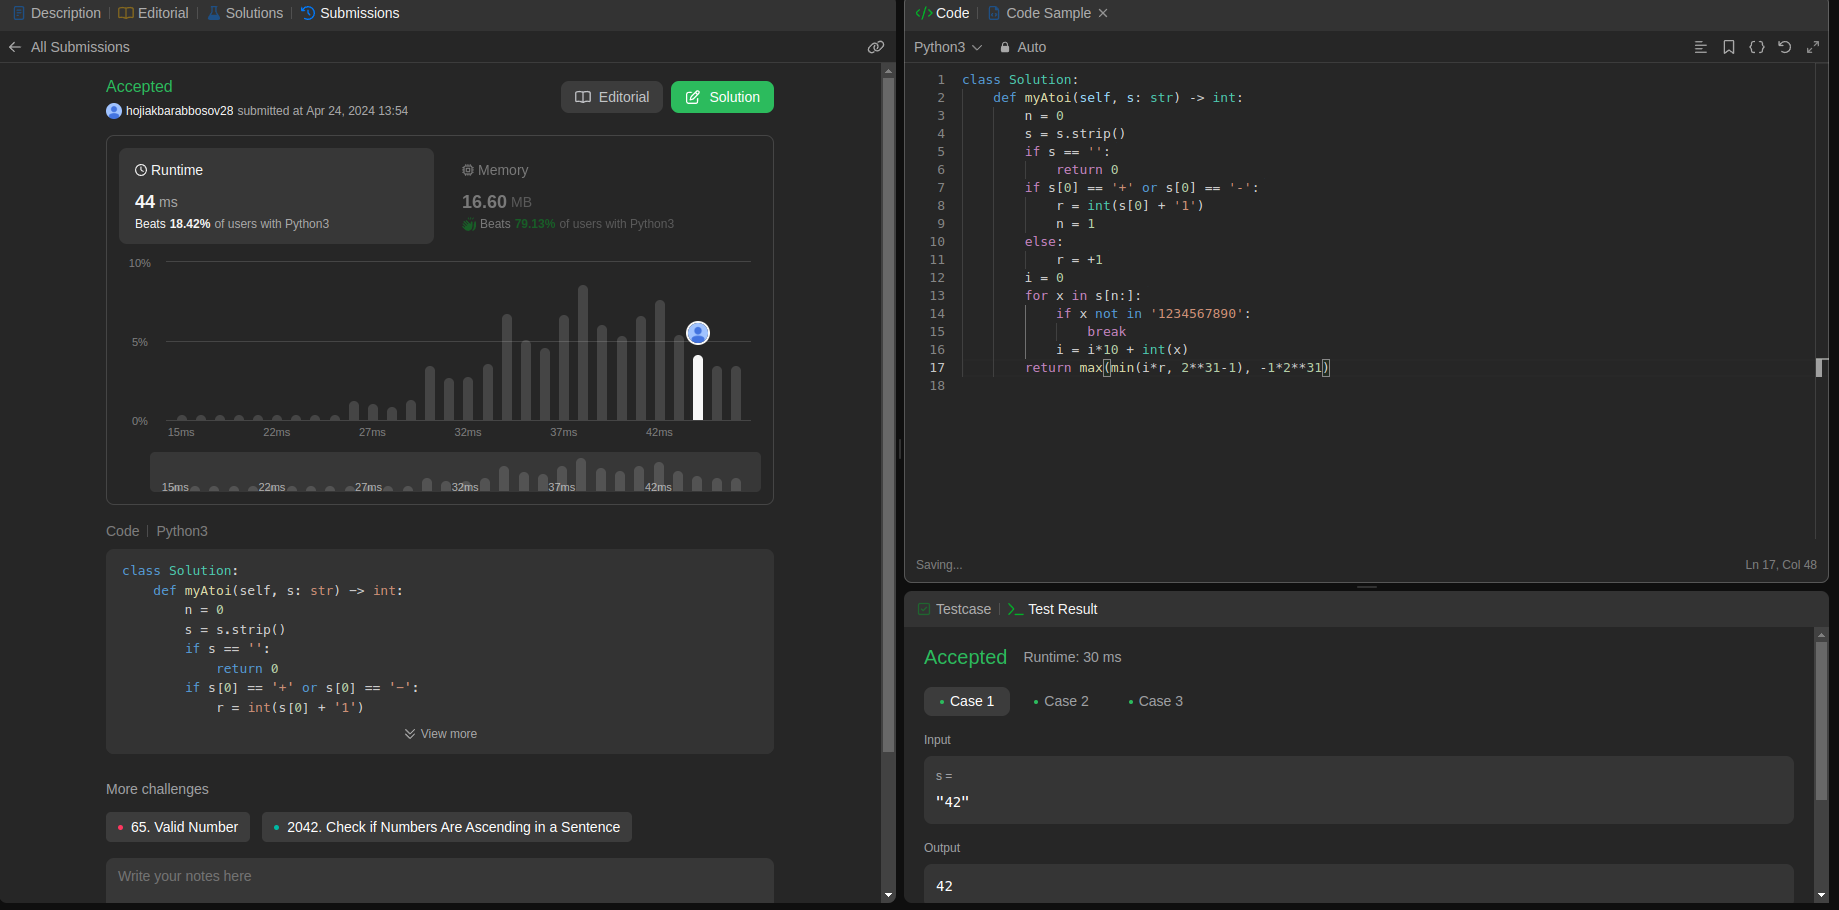 Description | Editorial | Solutions | Submissions
All Submissions
Accepted
hojiakbarabbosov28 submitted at Apr 24, 2024 13:54
Editorial
Solution
Runtime
44 ms
Beats 18.42% of users with Python3
Memory
16.60 MB
Beats 79.13% of users with Python3
10%
5%
0%
15ms 22ms 27ms 32ms 37ms 42ms
15ms 22ms 27ms 32ms 37ms 42ms
Code | Python3
class Solution:
    def myAtoi(self, s: str) -> int:
        n = 0
        s = s.strip()
        if s == '':
            return 0
        if s[0] == '+' or s[0] == '-':
            r = int(s[0] + '1')
View more
More challenges
65. Valid Number
2042. Check if Numbers Are Ascending in a Sentence
Write your notes here
Code | Code Sample
Python3 Auto
1 class Solution:
2     def myAtoi(self, s: str) -> int:
3         n = 0
4         s = s.strip()
5         if s == '':
6             return 0
7         if s[0] == '+' or s[0] == '-':
8             r = int(s[0] + '1')
9             n = 1
10         else:
11             r = +1
12         i = 0
13         for x in s[n:]:
14             if x not in '1234567890':
15                 break
16             i = i*10 + int(x)
17         return max(min(i*r, 2**31-1), -1*2**31)
18
Saving...
Ln 17, Col 48
Testcase | >_ Test Result
Accepted Runtime: 30 ms
Case 1 Case 2 Case 3
Input
s =
"42"
Output
42